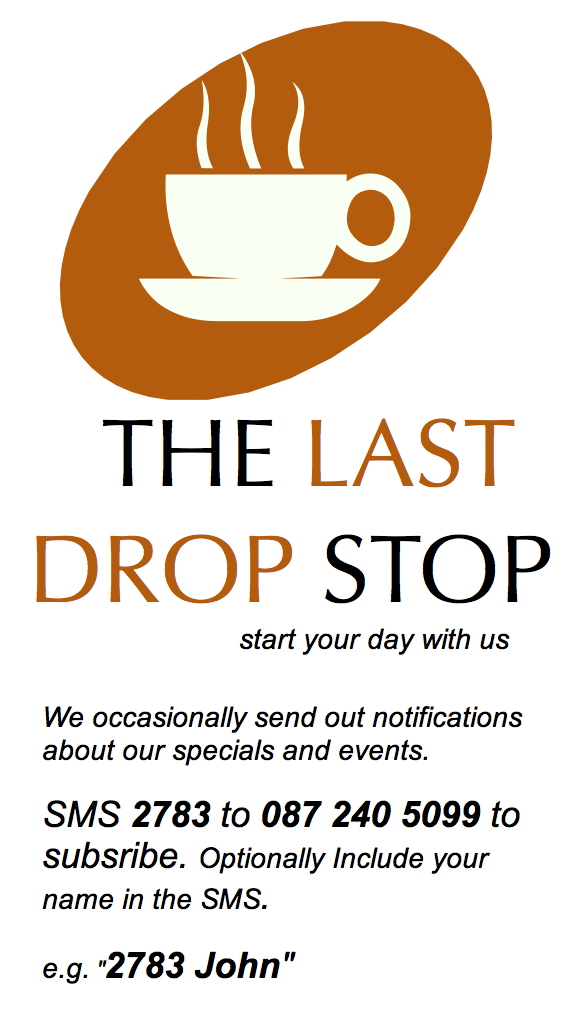 THE LAST
DROP STOP
start your day with us
We occasionally send out notifications
about our specials and events.
SMS 2783 to 087 240 5099 to
subsribe. Optionally Include your
name in the SMS.
e.g. "2783 John"